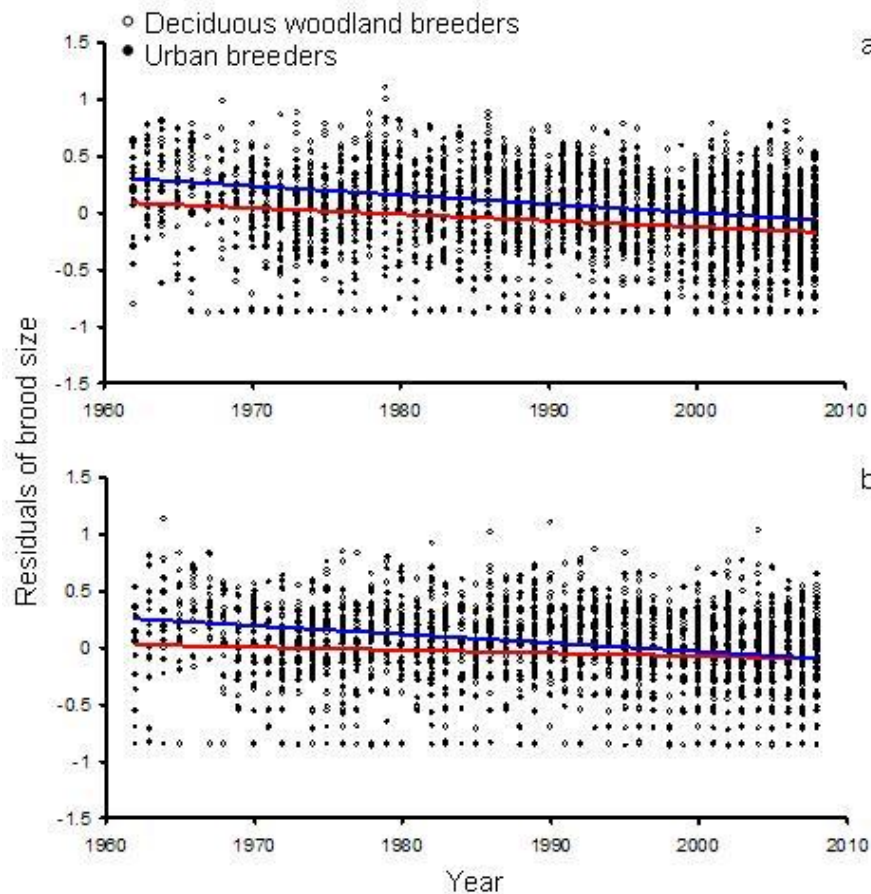 Deciduous woodland breeders
Urban breeders
a
1.5
1
0.5
0
-0.5
-1
-1.5
1960 1970 1980 1990 2000 2010
Residuals of brood size
b
1.5
1
0.5
0
-0.5
-1
-1.5
1960 1970 1980 1990 2000 2010
Year